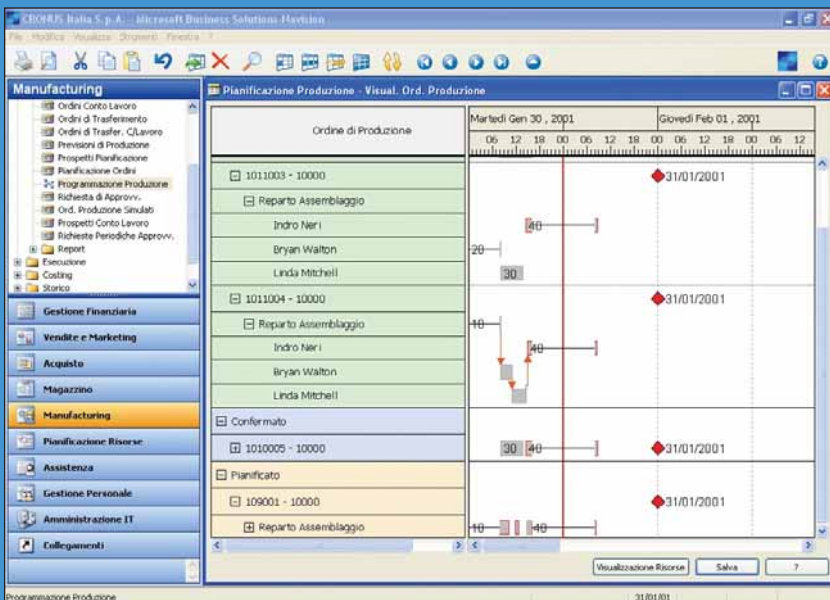 CRONUS Italia S.p.A. - Microsoft Business Solutions-Navision
File Modifica Visualizza Strumenti Finestra ?
Manufacturing
Ordini Conto Lavoro
Ordini di Trasferimento
Ordini di Trasfer. C/Lavoro
Previsioni di Produzione
Prospetti Pianificazione
Pianificazione Ordini
Programmazione Produzione
Richiesta di Approvv.
Ord. Produzione Simulati
Prospetto Conto Lavoro
Richieste Periodiche Approvv.
Report
Esecuzione
Costing
Storico
Gestione Finanziaria
Vendite e Marketing
Acquisto
Magazzino
Manufacturing
Pianificazione Risorse
Assistenza
Gestione Personale
Amministrazione IT
Collegamenti
Pianificazione Produzione - Visual. Ord. Produzione
Ordine di Produzione
Martedì Gen 30 , 2001 Giovedì Feb 01 , 2001
06 12 18 00 06 12 18 00 06 12 18 00 06 12
1011003 - 10000 31/01/2001
Reparto Assemblaggio
Indro Neri 40
Bryan Walton 20
Linda Mitchell 30
1011004 - 10000 31/01/2001
Reparto Assemblaggio 10
Indro Neri 40
Bryan Walton
Linda Mitchell
Confermato
1010005 - 10000 30 40 31/01/2001
Pianificato
109001 - 10000 31/01/2001
Reparto Assemblaggio 10 40
Visualizzazione Risorse Salva ?
Programmazione Produzione 31/01/01